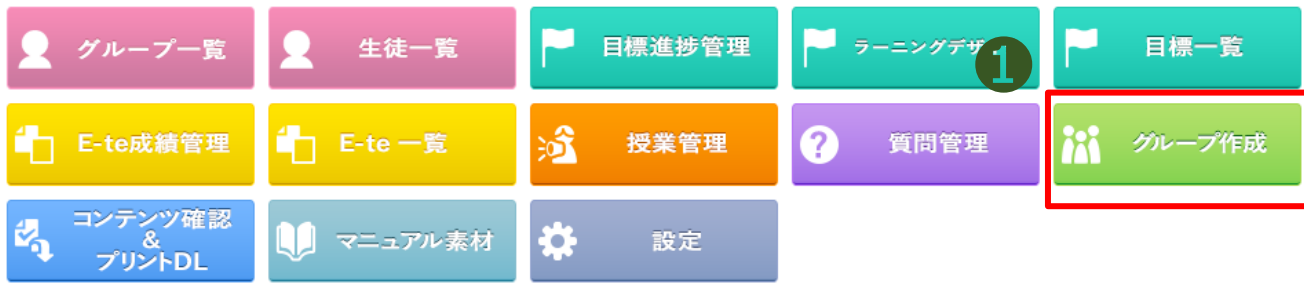 グループ一覧
生徒一覧
目標進捗管理
ラーニングデザ
1
目標一覧
E-te成績管理
E-te 一覧
授業管理
?
質問管理
グループ作成
コンテンツ確認
&
プリントDL
マニュアル素材
設定